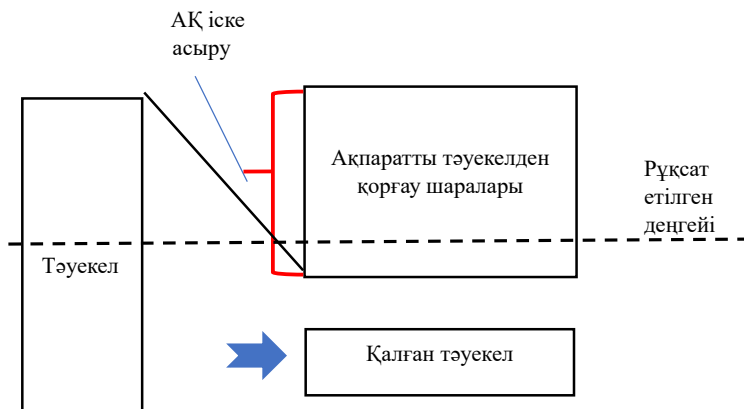 АҚ іске
асыру
Ақпаратты тәуекелден
қорғау шаралары
Рұқсат
етілген
деңгейі
Тәуекел
Қалған тәуекел